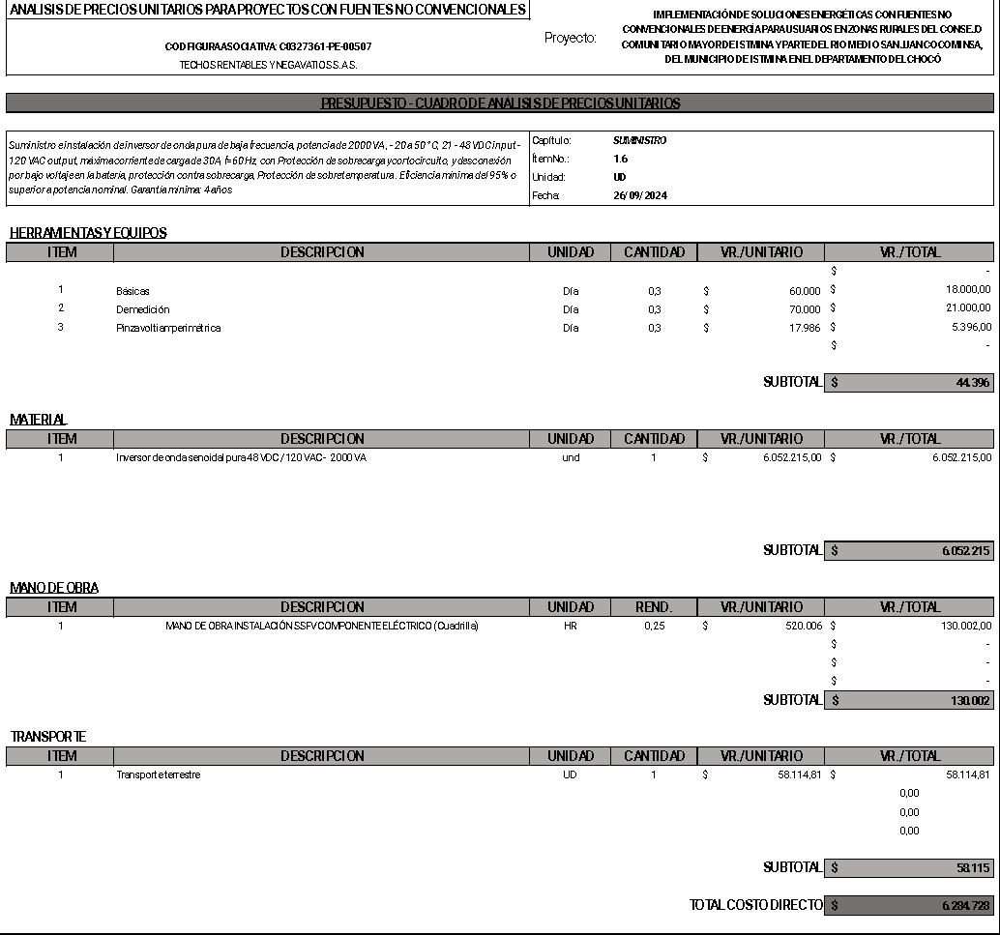 ANALISIS DE PRECIOS UNITARIOS PARA PROYECTOS CON FUENTES NO CONVENCIONALES
COD FIGURA ASOCIATIVA: C0327361-PE-00507
TECHOS RENTABLES Y NEGAVATIOS S.A.S.
Proyecto:
IMPLEMENTACIÓN DE SOLUCIONES ENERGÉTICAS CON FUENTES NO
CONVENCIONALES DE ENERGÍA PARA USUARIOS EN ZONAS RURALES DEL CONSEJO
COMUNITARIO MAYOR DE ISTMINA Y PARTE DEL RIO MEDIO SAN JUAN COCOMINSA,
DEL MUNICIPIO DE ISTMINA EN EL DEPARTAMENTO DEL CHOCÓ
PRESUPUESTO - CUADRO DE ANÁLISIS DE PRECIOS UNITARIOS
Suministro e instalación de inversor de onda pura de baja frecuencia, potencia de 2000 VA, - 20 a 50 °C, 21 - 48 VDC input -
120 VAC output, máxima corriente de carga de 30A, f=60 Hz, con Protección de sobrecarga y cortocircuito, y desconexión
por bajo voltaje en la batería, protección contra sobrecarga, Protección de sobretemperatura. Eficiencia mínima del 95% o
superior a potencia nominal. Garantía mínima: 4 años
Capítulo: SUMINISTRO
Ítem No.: 1.6
Unidad: UD
Fecha: 26/09/2024
HERRAMIENTAS Y EQUIPOS
ITEM DESCRIPCION UNIDAD CANTIDAD VR./UNITARIO VR./TOTAL
$ -
1 Básicas Día 0,3 $ 60.000 $ 18.000,00
2 De medición Día 0,3 $ 70.000 $ 21.000,00
3 Pinza voltiamperimétrica Día 0,3 $ 17.986 $ 5.396,00
$ -
SUBTOTAL $ 44.396
MATERIAL
ITEM DESCRIPCION UNIDAD CANTIDAD VR./UNITARIO VR./TOTAL
1 Inversor de onda senoidal pura 48 VDC / 120 VAC - 2000 VA und 1 $ 6.052.215,00 $ 6.052.215,00
SUBTOTAL $ 6.052.215
MANO DE OBRA
ITEM DESCRIPCION UNIDAD REND. VR./UNITARIO VR./TOTAL
1 MANO DE OBRA INSTALACIÓN SSFV COMPONENTE ELÉCTRICO (Cuadrilla) HR 0,25 $ 520.006 $ 130.002,00
$ -
$ -
$ -
SUBTOTAL $ 130.002
TRANSPORTE
ITEM DESCRIPCION UNIDAD CANTIDAD VR./UNITARIO VR./TOTAL
1 Transporte terrestre UD 1 $ 58.114,81 $ 58.114,81
0,00
0,00
0,00
SUBTOTAL $ 58.115
TOTAL COSTO DIRECTO $ 6.284.728